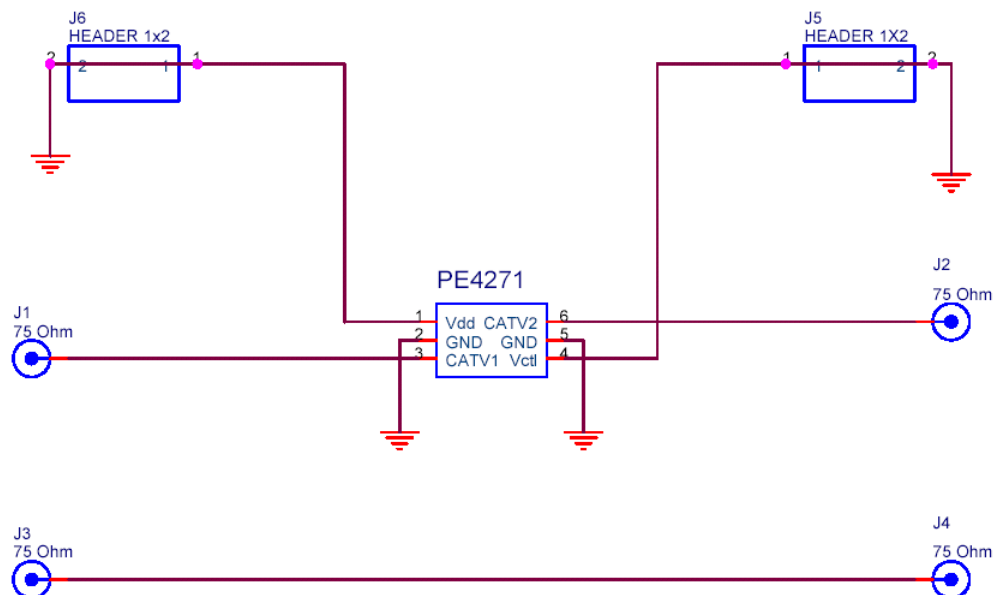 J6
HEADER 1x2
2 2 1 1
J5
HEADER 1X2
1 1 2 2
PE4271
J1
75 Ohm
J2
75 Ohm
1 Vdd CATV2 6
2 GND GND 5
3 CATV1 Vctl 4
J3
75 Ohm
J4
75 Ohm